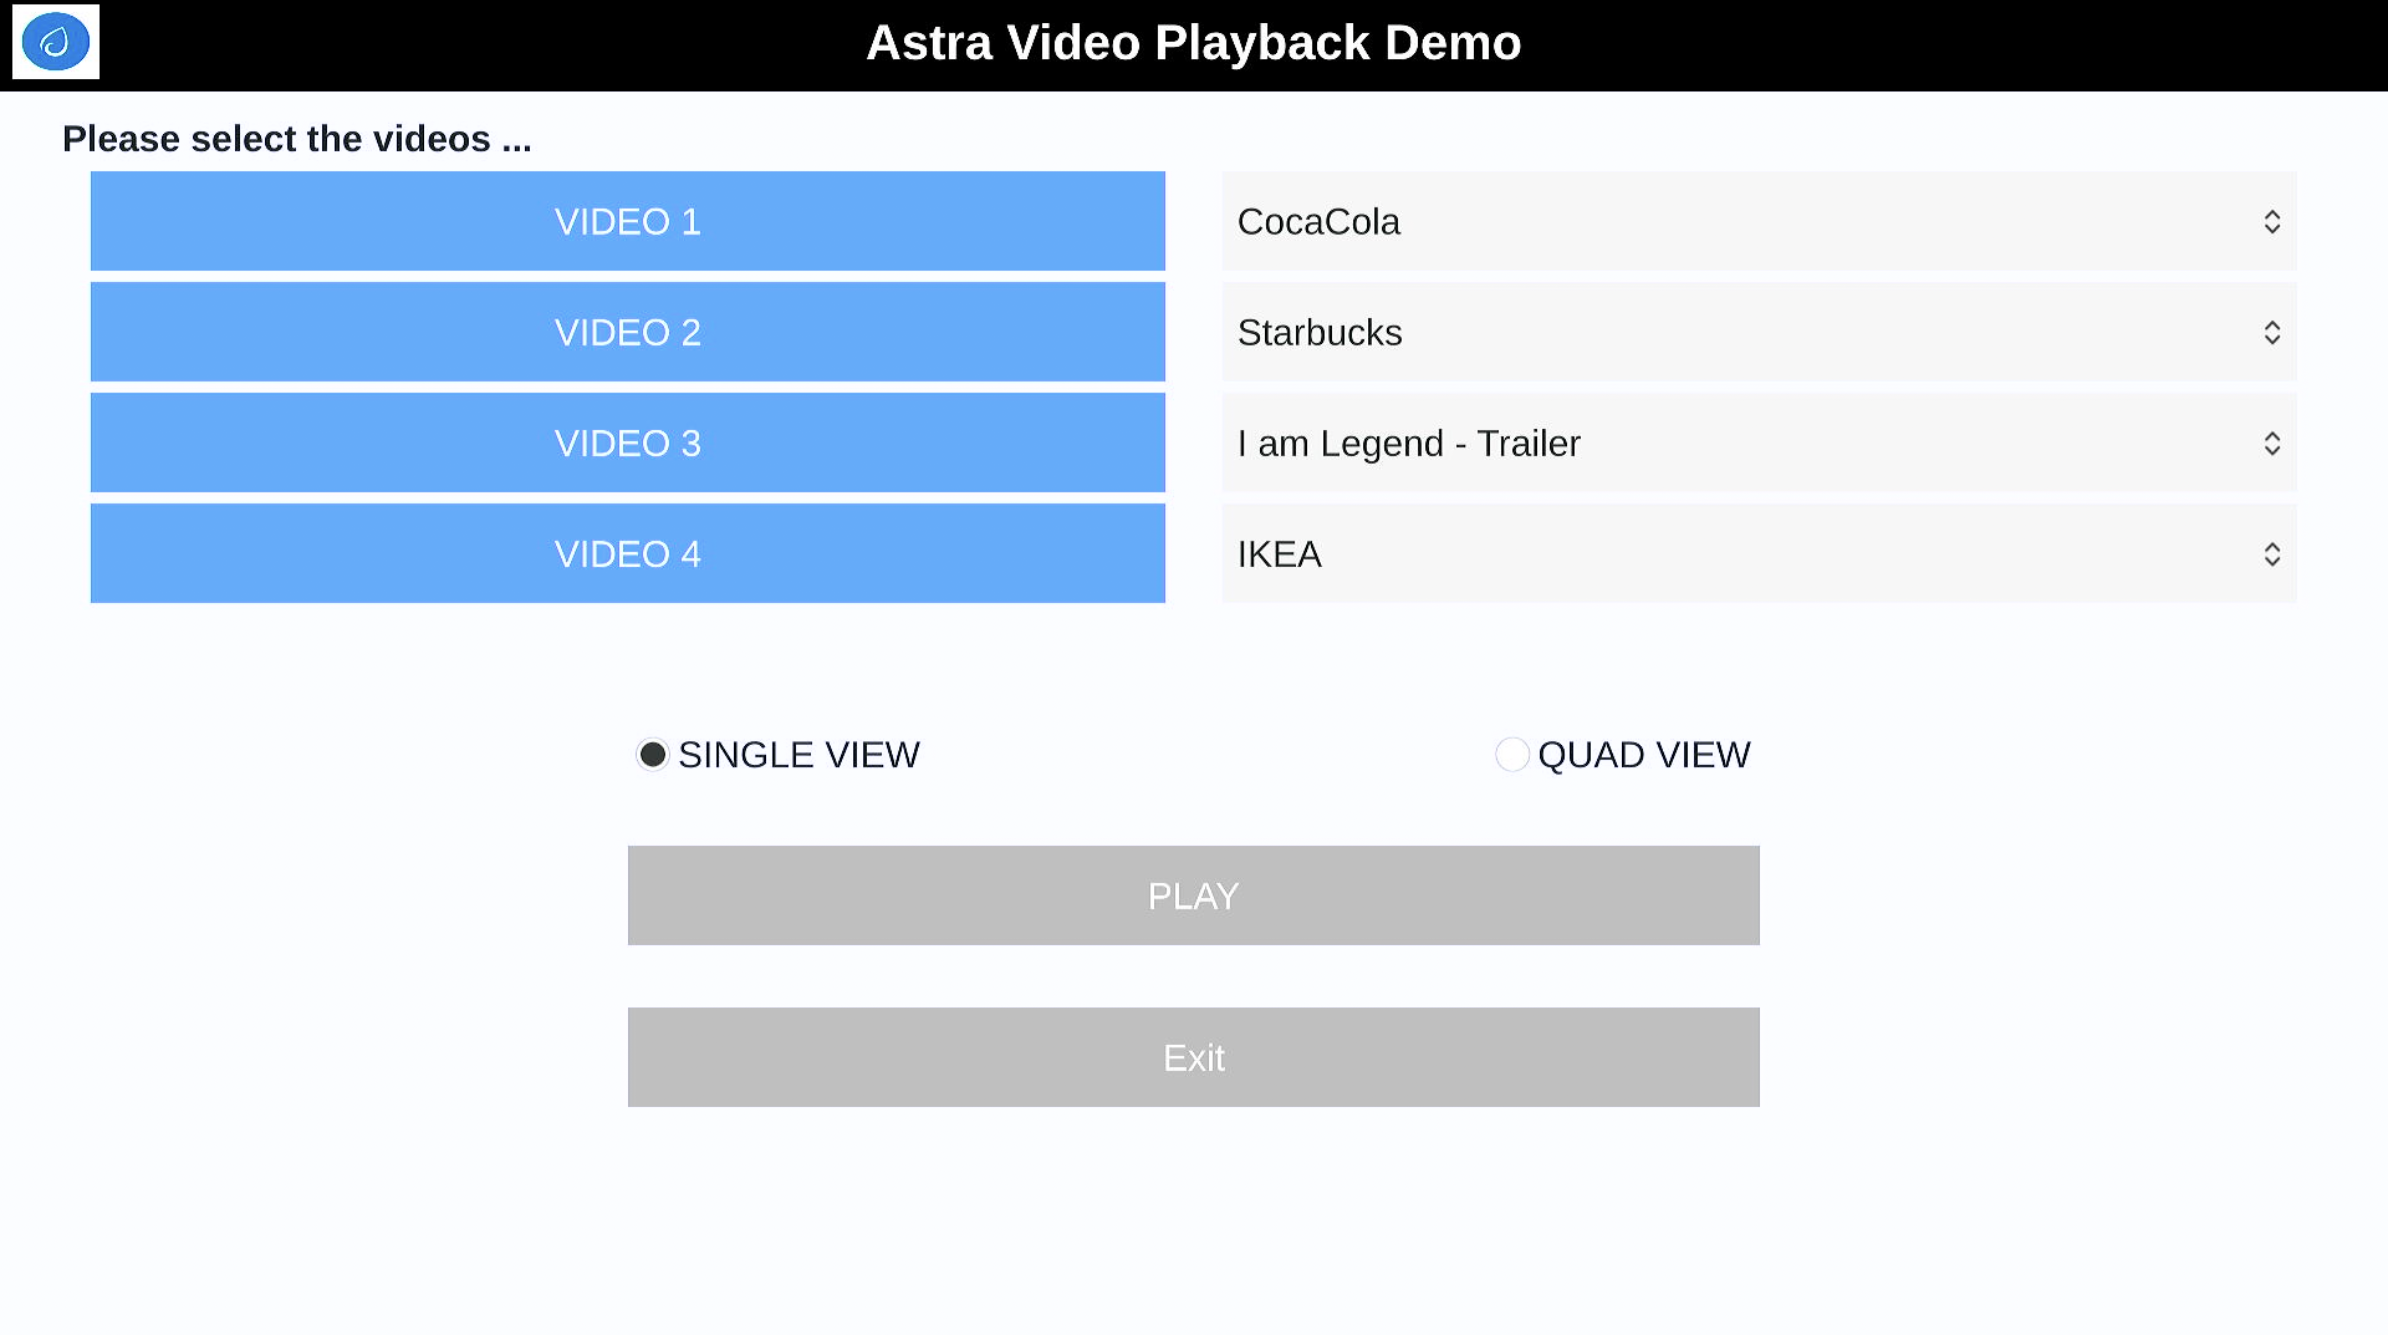 Astra Video Playback Demo
Please select the videos ...
VIDEO 1 CocaCola
VIDEO 2 Starbucks
VIDEO 3 I am Legend - Trailer
VIDEO 4 IKEA
SINGLE VIEW QUAD VIEW
PLAY
Exit